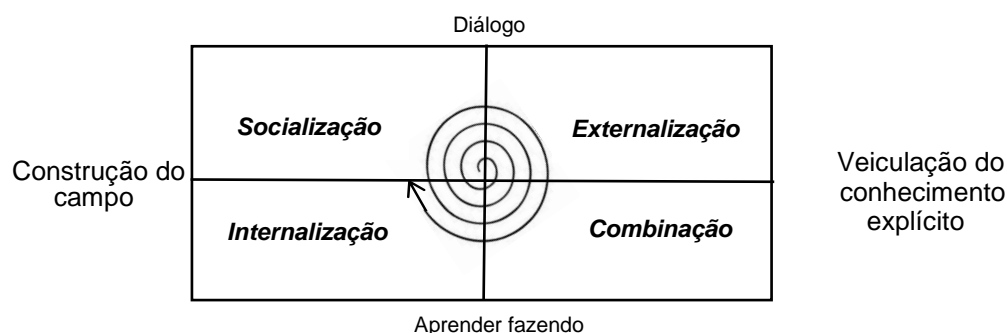 Diálogo
Socialização
Externalização
Construção do
campo
Veiculação do
conhecimento
explícito
Internalização
Combinação
Aprender fazendo